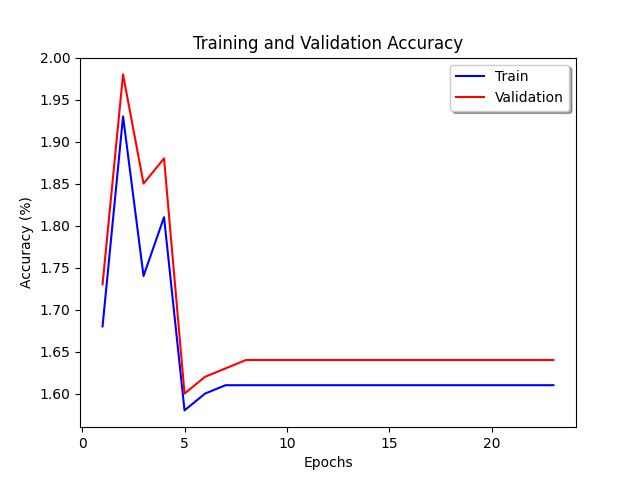 Training and Validation Accuracy
Train
Validation
2.00
1.95
1.90
1.85
1.80
1.75
1.70
1.65
1.60
Accuracy (%)
0
5
10
15
20
Epochs